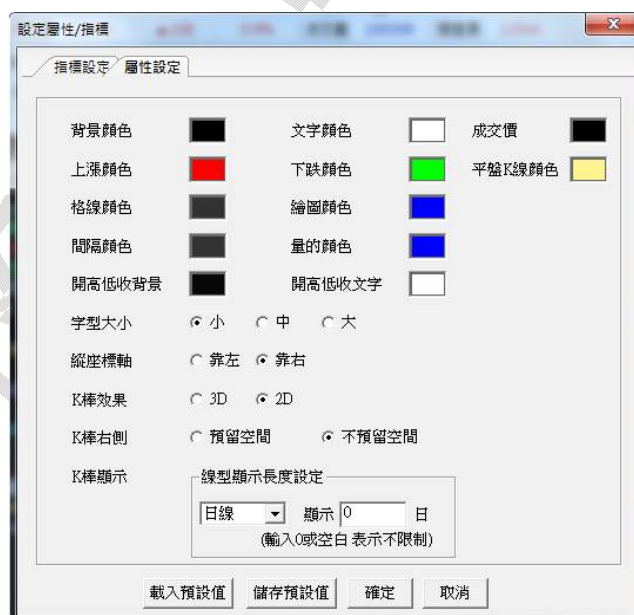 設定屬性/指標
指標設定 屬性設定
背景顏色 文字顏色 成交價
上漲顏色 下跌顏色 平盤K線顏色
格線顏色 繪圖顏色
間隔顏色 量的顏色
開高低收背景 開高低收文字
字型大小 小 中 大
縱座標軸 靠左 靠右
K棒效果 3D 2D
K棒右側 預留空間 不預留空間
K棒顯示 線型顯示長度設定
日線 顯示 0 日
(輸入0或空白 表示不限制)
載入預設值 儲存預設值 確定 取消